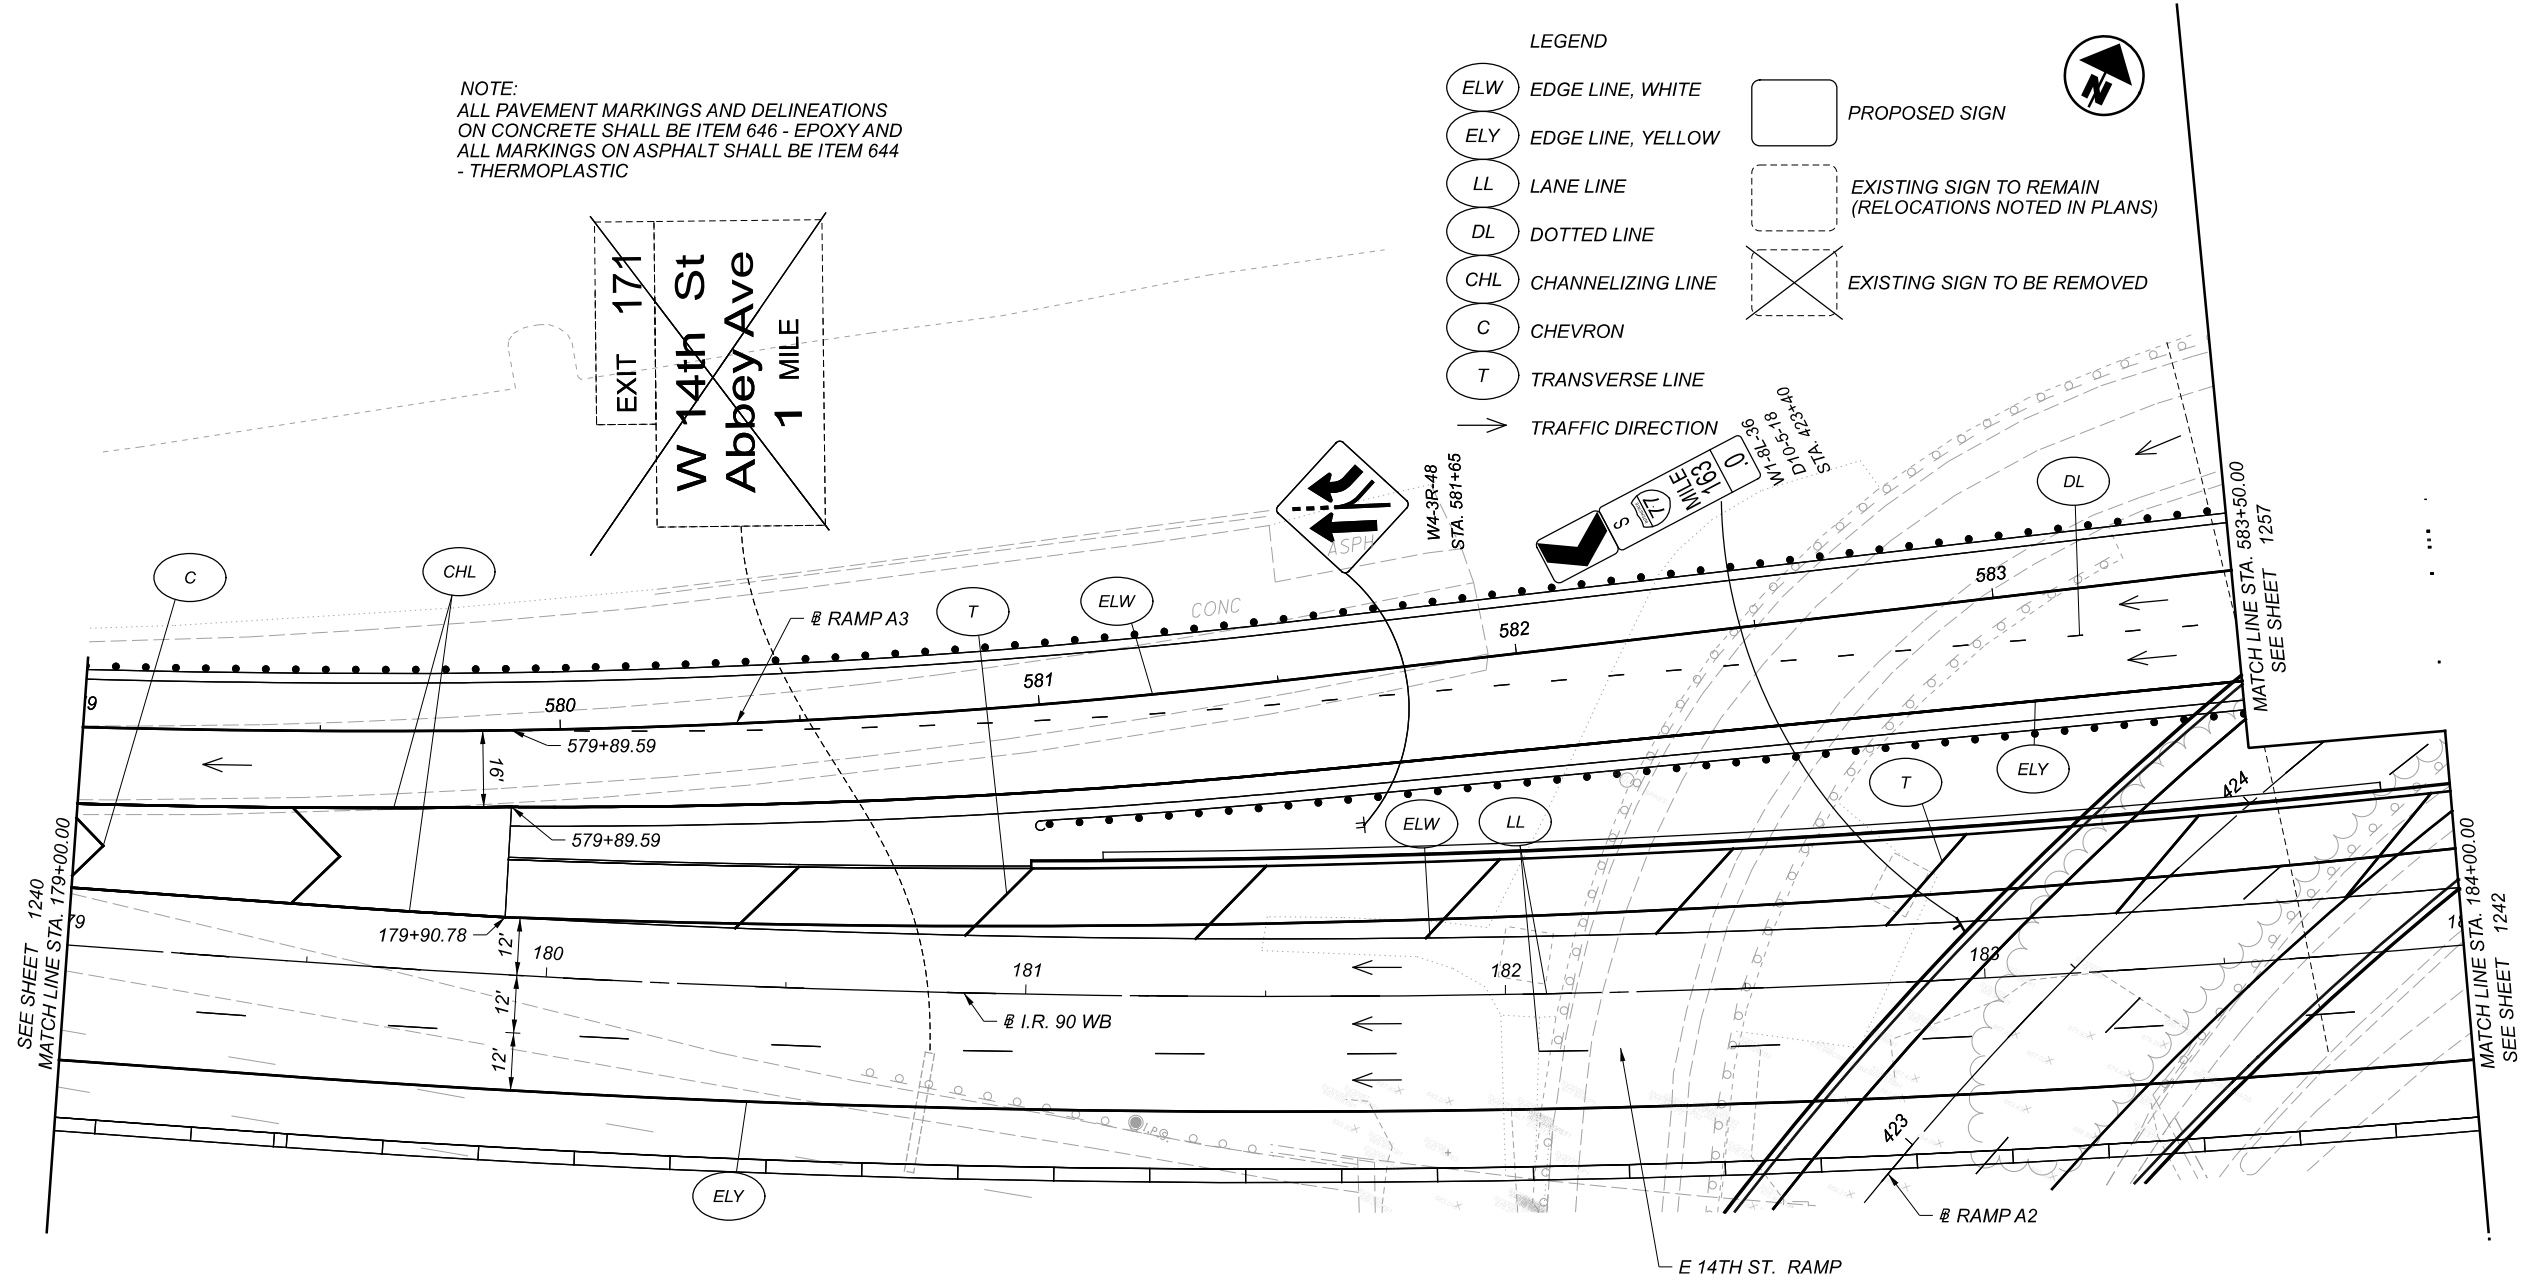 NOTE:
ALL PAVEMENT MARKINGS AND DELINEATIONS
ON CONCRETE SHALL BE ITEM 646 - EPOXY AND
ALL MARKINGS ON ASPHALT SHALL BE ITEM 644
- THERMOPLASTIC
LEGEND
ELW EDGE LINE, WHITE
ELY EDGE LINE, YELLOW
LL LANE LINE
DL DOTTED LINE
CHL CHANNELIZING LINE
C CHEVRON
T TRANSVERSE LINE
TRAFFIC DIRECTION
PROPOSED SIGN
EXISTING SIGN TO REMAIN
(RELOCATIONS NOTED IN PLANS)
EXISTING SIGN TO BE REMOVED
N
EXIT 171
W 14th St
Abbey Ave
1 MILE
W4-3R-48
STA. 581+65
S
77
MILE
163
.0
W1-8L-36
D10-5-18
STA. 423+40
ASPH
CONC
C
CHL
T
ELW
DL
℄ RAMP A3
9
580
581
582
583
579+89.59
16'
579+89.59
ELW
LL
T
ELY
424
MATCH LINE STA. 583+50.00
SEE SHEET 1257
SEE SHEET 1240
MATCH LINE STA. 179+00.00
79
179+90.78
12'
12'
12'
180
181
182
183
18
℄ I.R. 90 WB
MATCH LINE STA. 184+00.00
SEE SHEET 1242
I.P.G.
423
ELY
℄ RAMP A2
E 14TH ST. RAMP